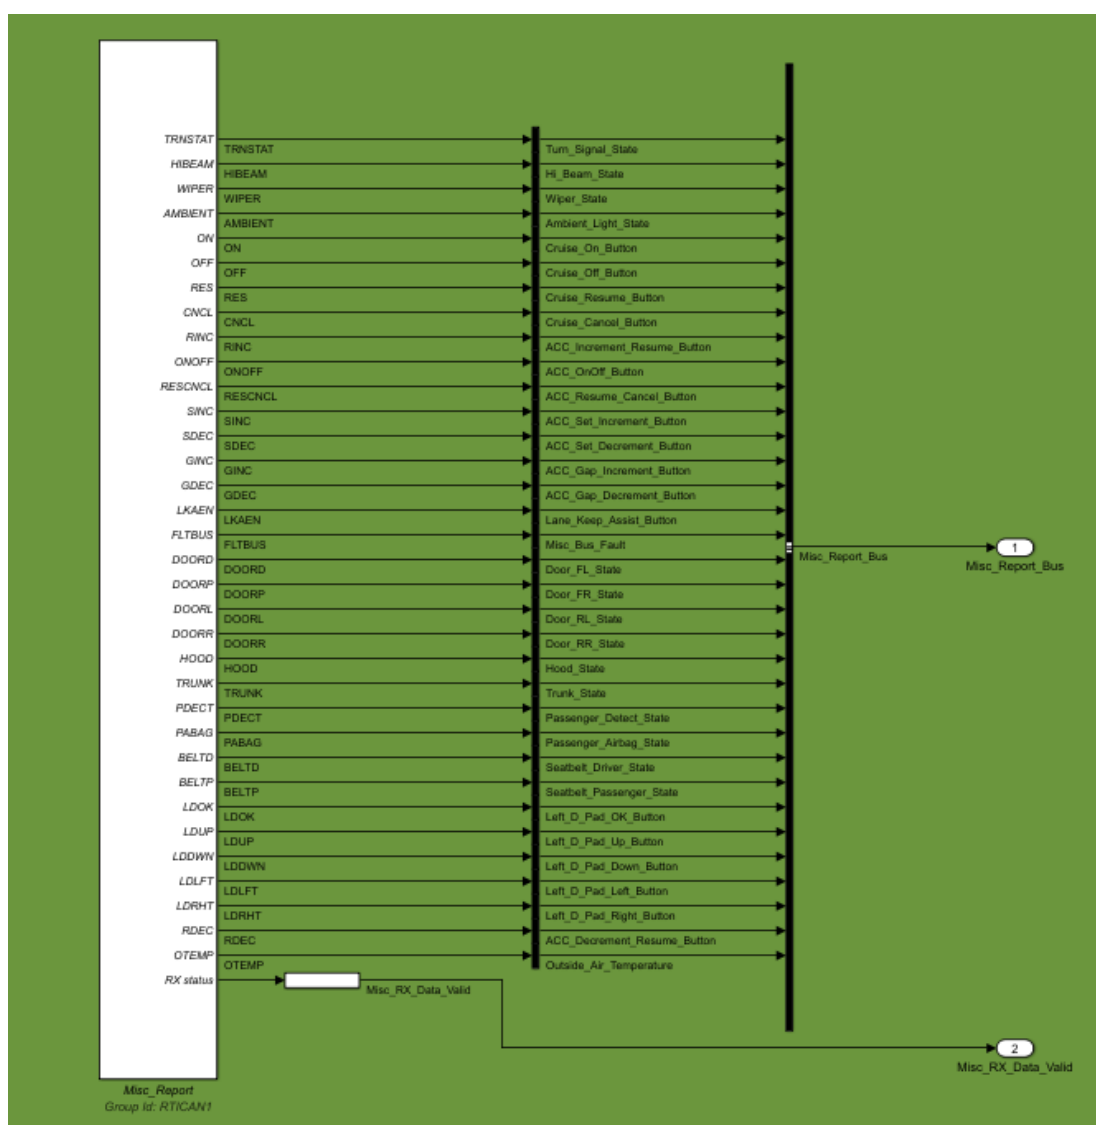 TRNSTAT TRNSTAT Turn_Signal_State
HIBEAM HIBEAM Hi_Beam_State
WIPER WIPER Wiper_State
AMBIENT AMBIENT Ambient_Light_State
ON ON Cruise_On_Button
OFF OFF Cruise_Off_Button
RES RES Cruise_Resume_Button
CNCL CNCL Cruise_Cancel_Button
RINC RINC ACC_Increment_Resume_Button
ONOFF ONOFF ACC_OnOff_Button
RESCNCL RESCNCL ACC_Resume_Cancel_Button
SINC SINC ACC_Set_Increment_Button
SDEC SDEC ACC_Set_Decrement_Button
GINC GINC ACC_Gap_Increment_Button
GDEC GDEC ACC_Gap_Decrement_Button
LKAEN LKAEN Lane_Keep_Assist_Button
FLTBUS FLTBUS Misc_Bus_Fault
1
Misc_Report_Bus Misc_Report_Bus
DOORD DOORD Door_FL_State
DOORP DOORP Door_FR_State
DOORL DOORL Door_RL_State
DOORR DOORR Door_RR_State
HOOD HOOD Hood_State
TRUNK TRUNK Trunk_State
PDECT PDECT Passenger_Detect_State
PABAG PABAG Passenger_Airbag_State
BELTD BELTD Seatbelt_Driver_State
BELTP BELTP Seatbelt_Passenger_State
LDOK LDOK Left_D_Pad_OK_Button
LDUP LDUP Left_D_Pad_Up_Button
LDDWN LDDWN Left_D_Pad_Down_Button
LDLFT LDLFT Left_D_Pad_Left_Button
LDRHT LDRHT Left_D_Pad_Right_Button
RDEC RDEC ACC_Decrement_Resume_Button
OTEMP OTEMP Outside_Air_Temperature
RX status Misc_RX_Data_Valid
2
Misc_RX_Data_Valid
Misc_Report
Group Id: RTICAN1